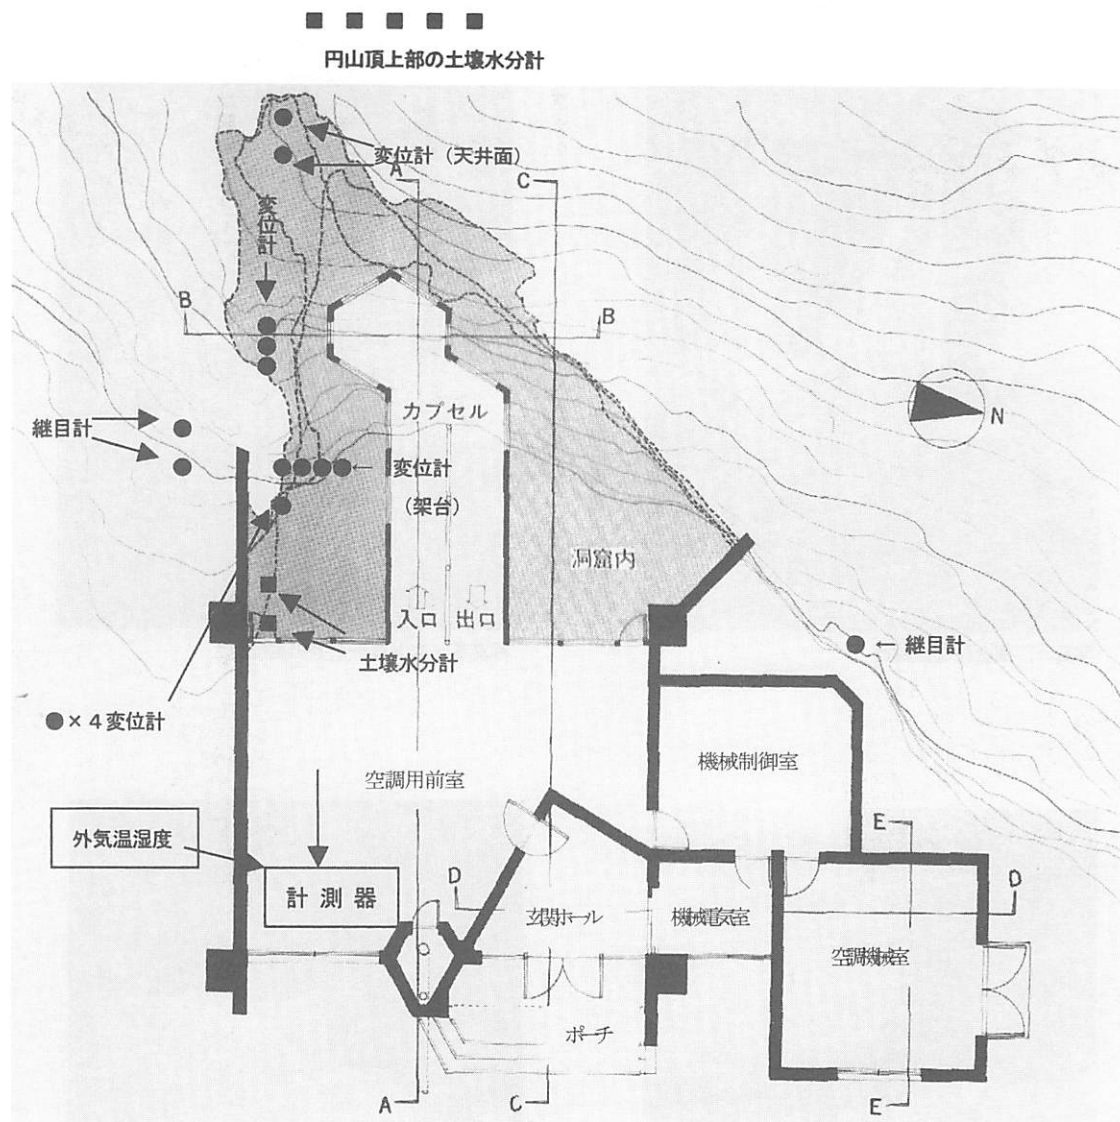 円山頂上部の土壌水分計
変位計（天井面）
A
C
変位計
B
B
カプセル
N
継目計
← 変位計
（架台）
洞窟内
入口
出口
← 継目計
土壌水分計
●×４変位計
機械制御室
空調用前室
外気温湿度
E
計測器
D
D
玄関ホール
機械電気室
空調機械室
ポーチ
A
C
E